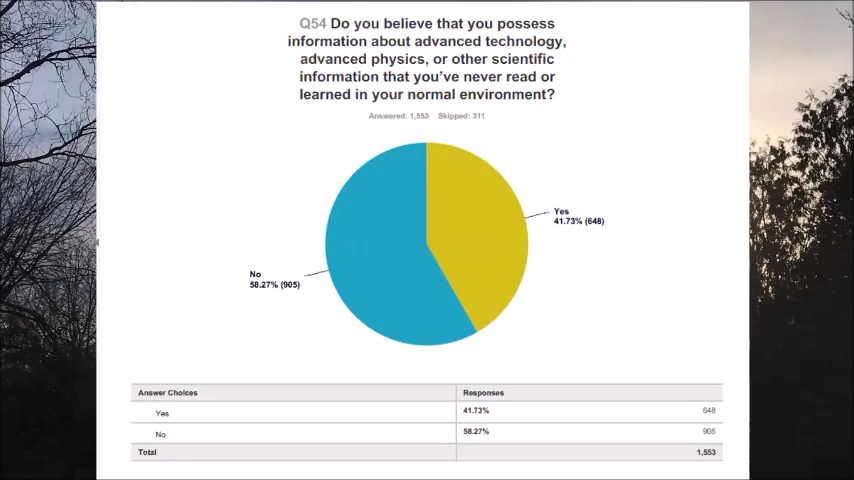 Q54 Do you believe that you possess
information about advanced technology,
advanced physics, or other scientific
information that you've never read or
learned in your normal environment?
Answered: 1,553 Skipped: 311
Yes
41.73% (648)
No
58.27% (905)
Answer Choices Responses
Yes 41.73% 648
No 58.27% 905
Total 1,553